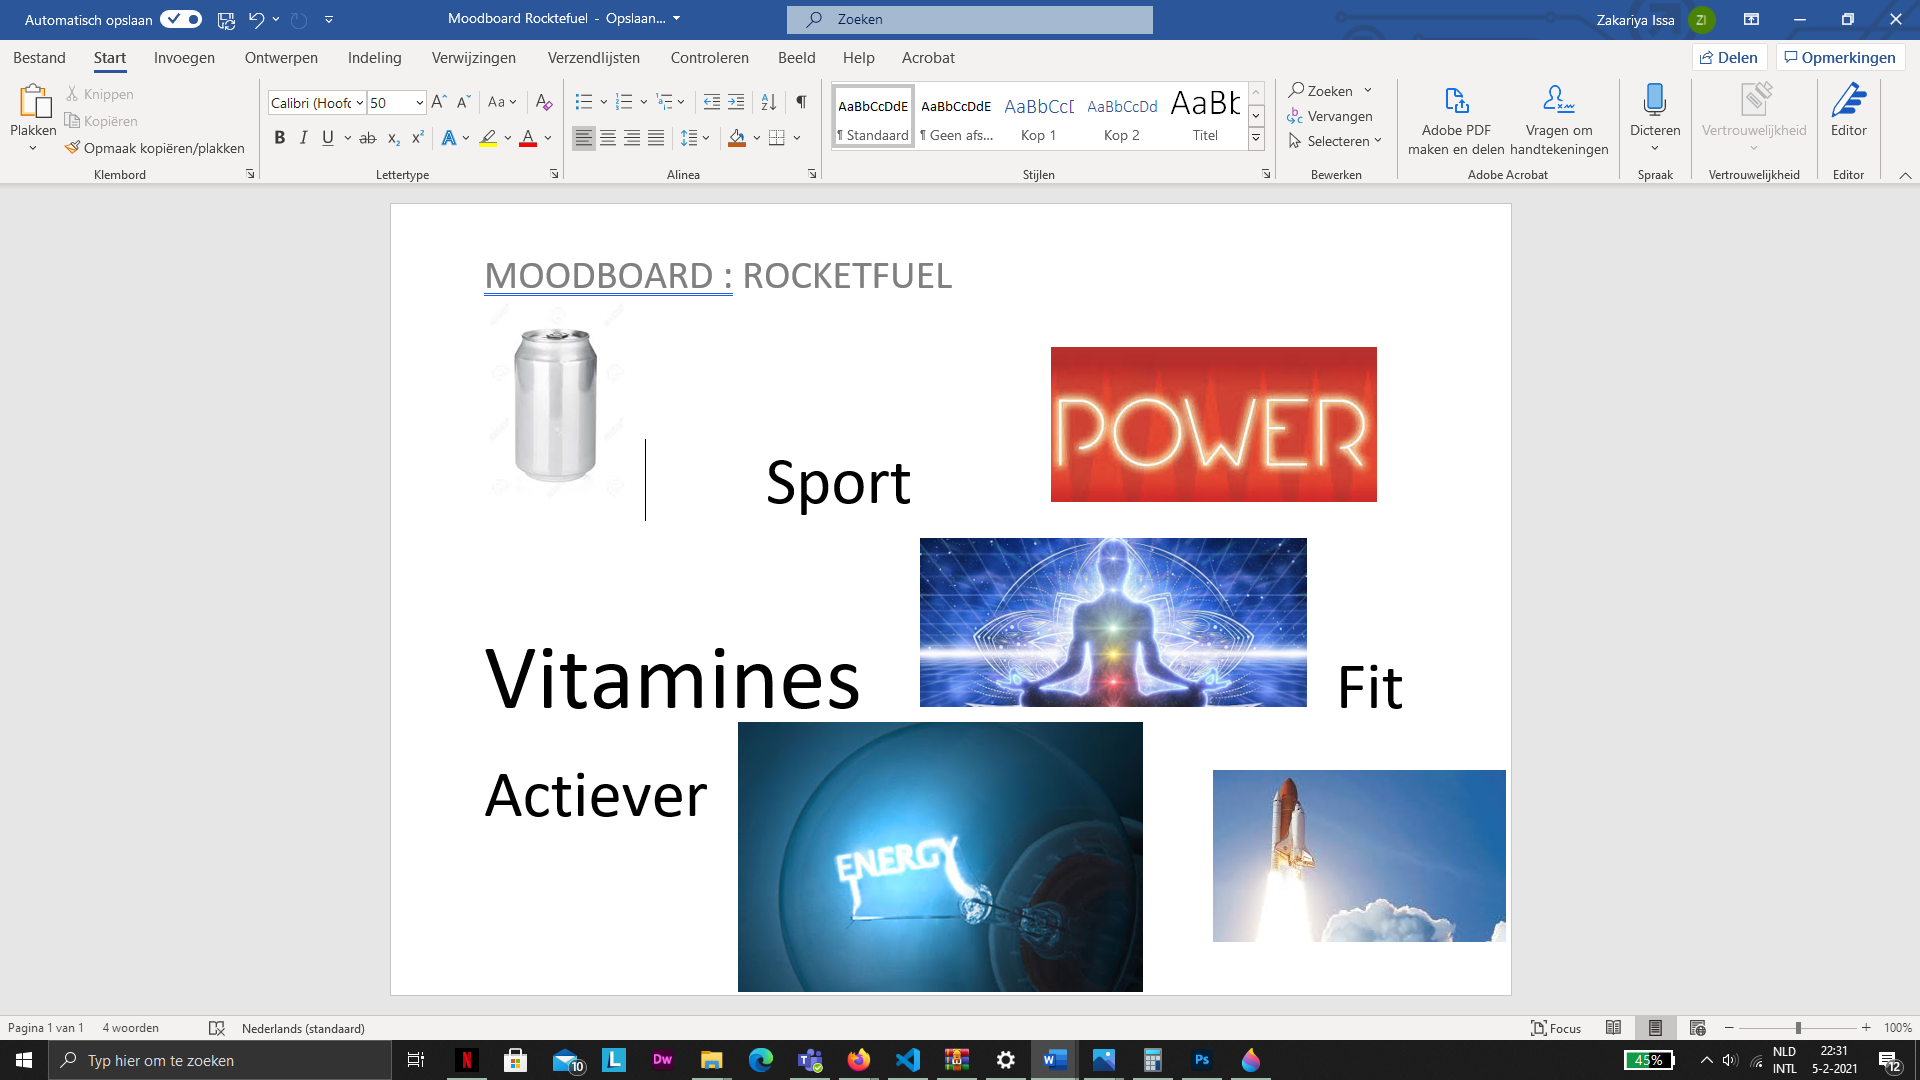 Automatisch opslaan
Moodboard Rocktefuel - Opslaan...
Zoeken
Zakariya Issa
ZI
Bestand
Start
Invoegen
Ontwerpen
Indeling
Verwijzingen
Verzendlijsten
Controleren
Beeld
Help
Acrobat
Delen
Opmerkingen
Plakken
Knippen
Kopiëren
Opmaak kopiëren/plakken
Klembord
Calibri (Hoofd
50
Lettertype
Alinea
AaBbCcDdE
¶ Standaard
AaBbCcDdE
¶ Geen afs...
AaBbCc
Kop 1
AaBbCcDd
Kop 2
AaBb
Titel
Stijlen
Zoeken
Vervangen
Selecteren
Bewerken
Adobe PDF
maken en delen
Vragen om
handtekeningen
Adobe Acrobat
Dicteren
Spraak
Vertrouwelijkheid
Vertrouwelijkheid
Editor
Editor
MOODBOARD : ROCKETFUEL
POWER
Sport
Vitamines
Fit
Actiever
ENERGY
Pagina 1 van 1
4 woorden
Nederlands (standaard)
Focus
100%
Typ hier om te zoeken
10
45%
NLD
INTL
22:31
5-2-2021
12